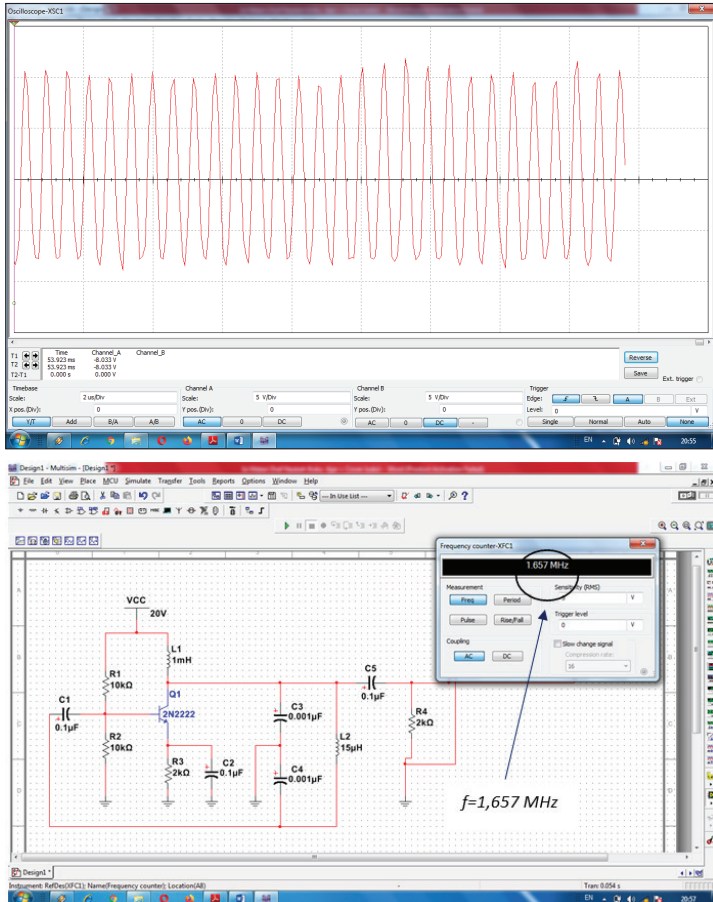 Oscilloscope-XSC1
T1
T2
T2-T1
Time Channel_A Channel_B
53.923 ms -8.033 V
53.923 ms -8.033 V
0.000 s 0.000 V
Reverse
Save
Ext. trigger
Timebase
Scale: 2 us/Div
X pos.(Div): 0
Y/T Add B/A A/B
Channel A
Scale: 5 V/Div
Y pos.(Div): 0
AC 0 DC
Channel B
Scale: 5 V/Div
Y pos.(Div): 0
AC 0 DC -
Trigger
Edge: A B Ext
Level: 0 V
Single Normal Auto None
EN 20:55
Design1 - Multisim - [Design1 *]
File Edit View Place MCU Simulate Transfer Tools Reports Options Window Help
--- In Use List ---
VCC
20V
L1
1mH
R1
10kΩ
Q1
2N2222
C1
0.1µF
R2
10kΩ
R3
2kΩ
C2
0.1µF
C3
0.001µF
C4
0.001µF
L2
15µH
C5
0.1µF
R4
2kΩ
Frequency counter-XFC1
1.657 MHz
Measurement
Freq Period
Pulse Rise/Fall
Coupling
AC DC
Sensitivity (RMS)
V
Trigger level
0 V
Slow change signal
Compression rate:
16
f=1,657 MHz
Design1 *
Instrument: RefDes(XFC1); Name(Frequency counter); Location(A8)
Tran: 0.054 s
EN 20:57